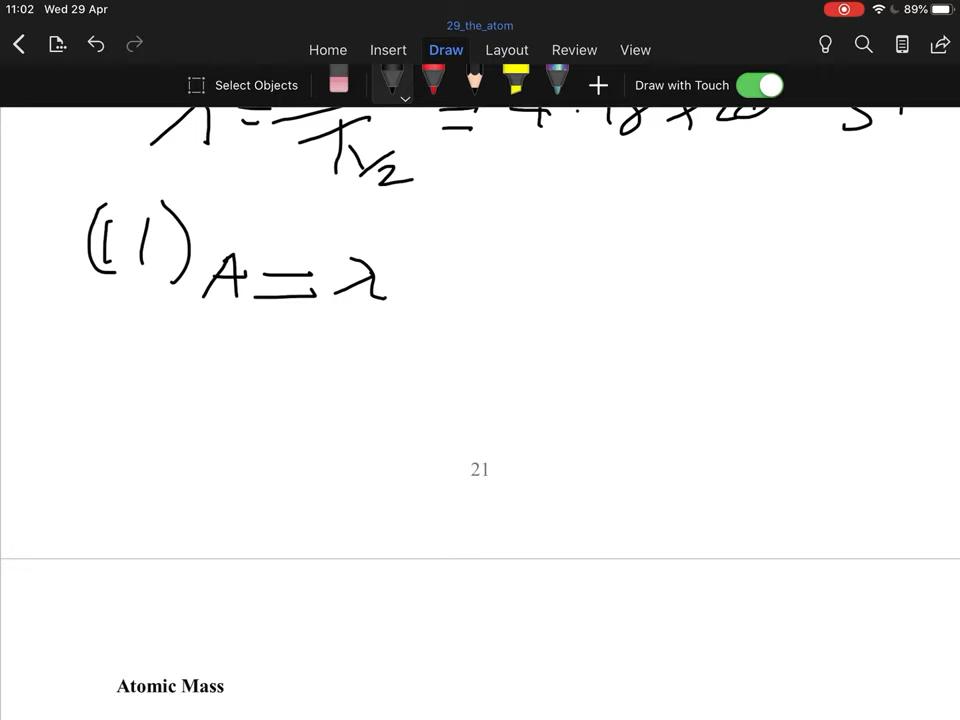 11:02 Wed 29 Apr 89%
29_the_atom
Home Insert Draw Layout Review View
Select Objects Draw with Touch
λ = T1/2 =
A = λ
21
Atomic Mass